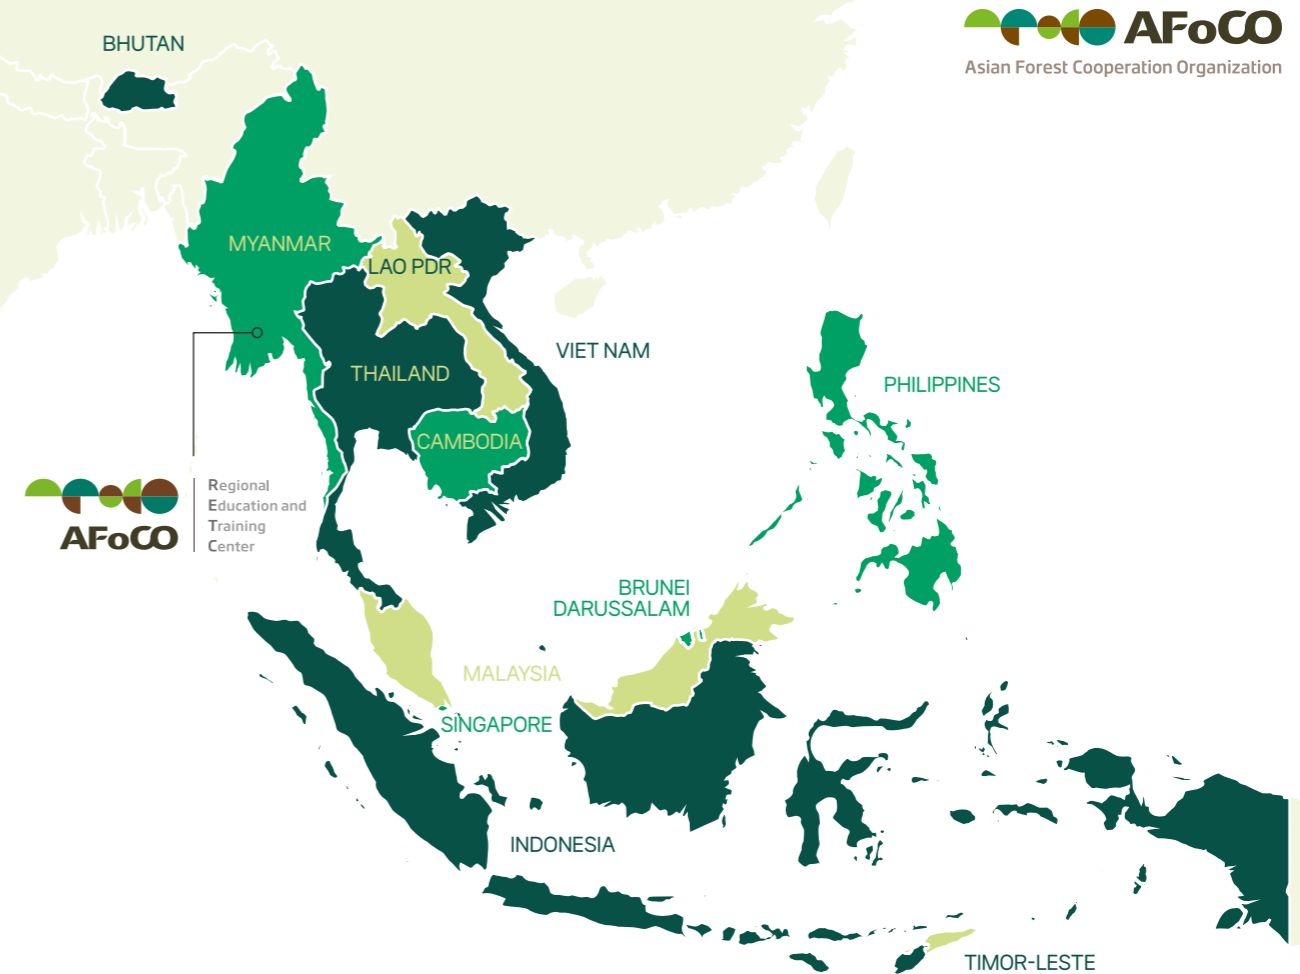 BHUTAN
AFoCO
Asian Forest Cooperation Organization
MYANMAR
LAO PDR
VIET NAM
THAILAND
PHILIPPINES
CAMBODIA
AFoCO
Regional
Education and
Training
Center
BRUNEI
DARUSSALAM
MALAYSIA
SINGAPORE
INDONESIA
TIMOR-LESTE